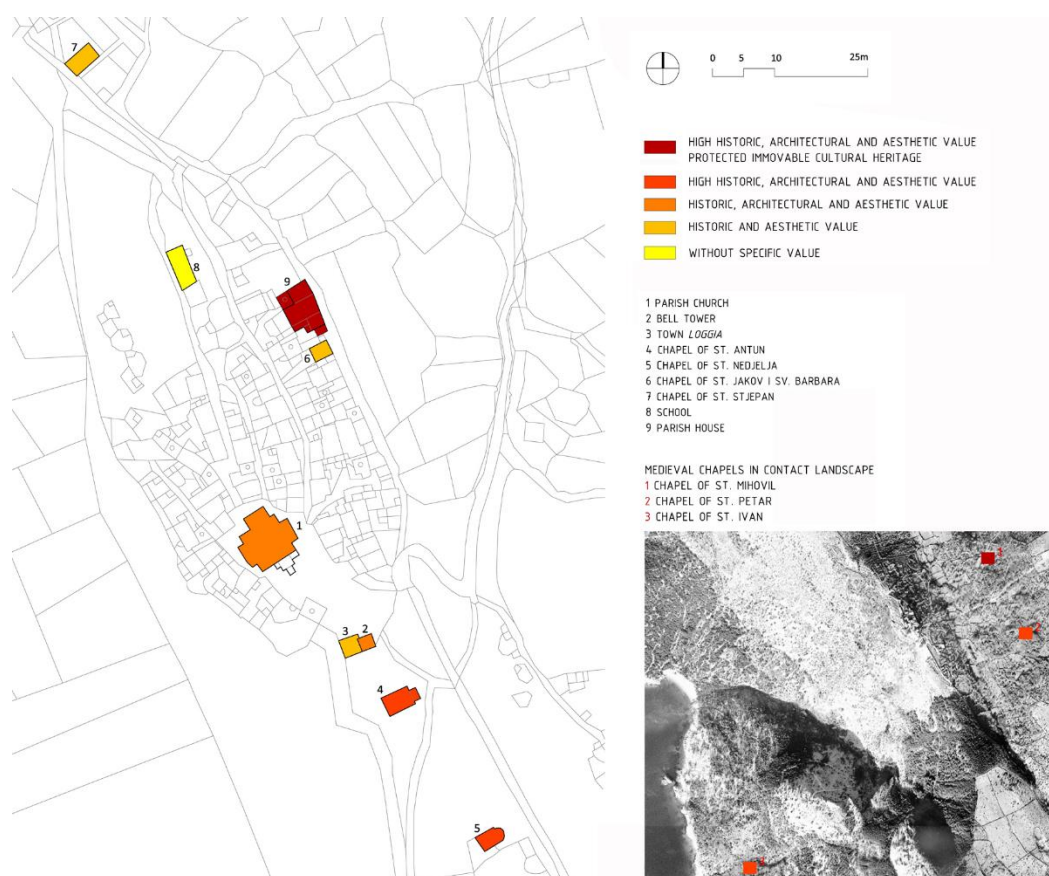 7
8
9
6
1
3 2
4
5
0 5 10 25m
HIGH HISTORIC, ARCHITECTURAL AND AESTHETIC VALUE
PROTECTED IMMOVABLE CULTURAL HERITAGE
HIGH HISTORIC, ARCHITECTURAL AND AESTHETIC VALUE
HISTORIC, ARCHITECTURAL AND AESTHETIC VALUE
HISTORIC AND AESTHETIC VALUE
WITHOUT SPECIFIC VALUE
1 PARISH CHURCH
2 BELL TOWER
3 TOWN LOGGIA
4 CHAPEL OF ST. ANTUN
5 CHAPEL OF ST. NEDJELJA
6 CHAPEL OF ST. JAKOV I SV. BARBARA
7 CHAPEL OF ST. STJEPAN
8 SCHOOL
9 PARISH HOUSE
MEDIEVAL CHAPELS IN CONTACT LANDSCAPE
1 CHAPEL OF ST. MIHOVIL
2 CHAPEL OF ST. PETAR
3 CHAPEL OF ST. IVAN
1
2